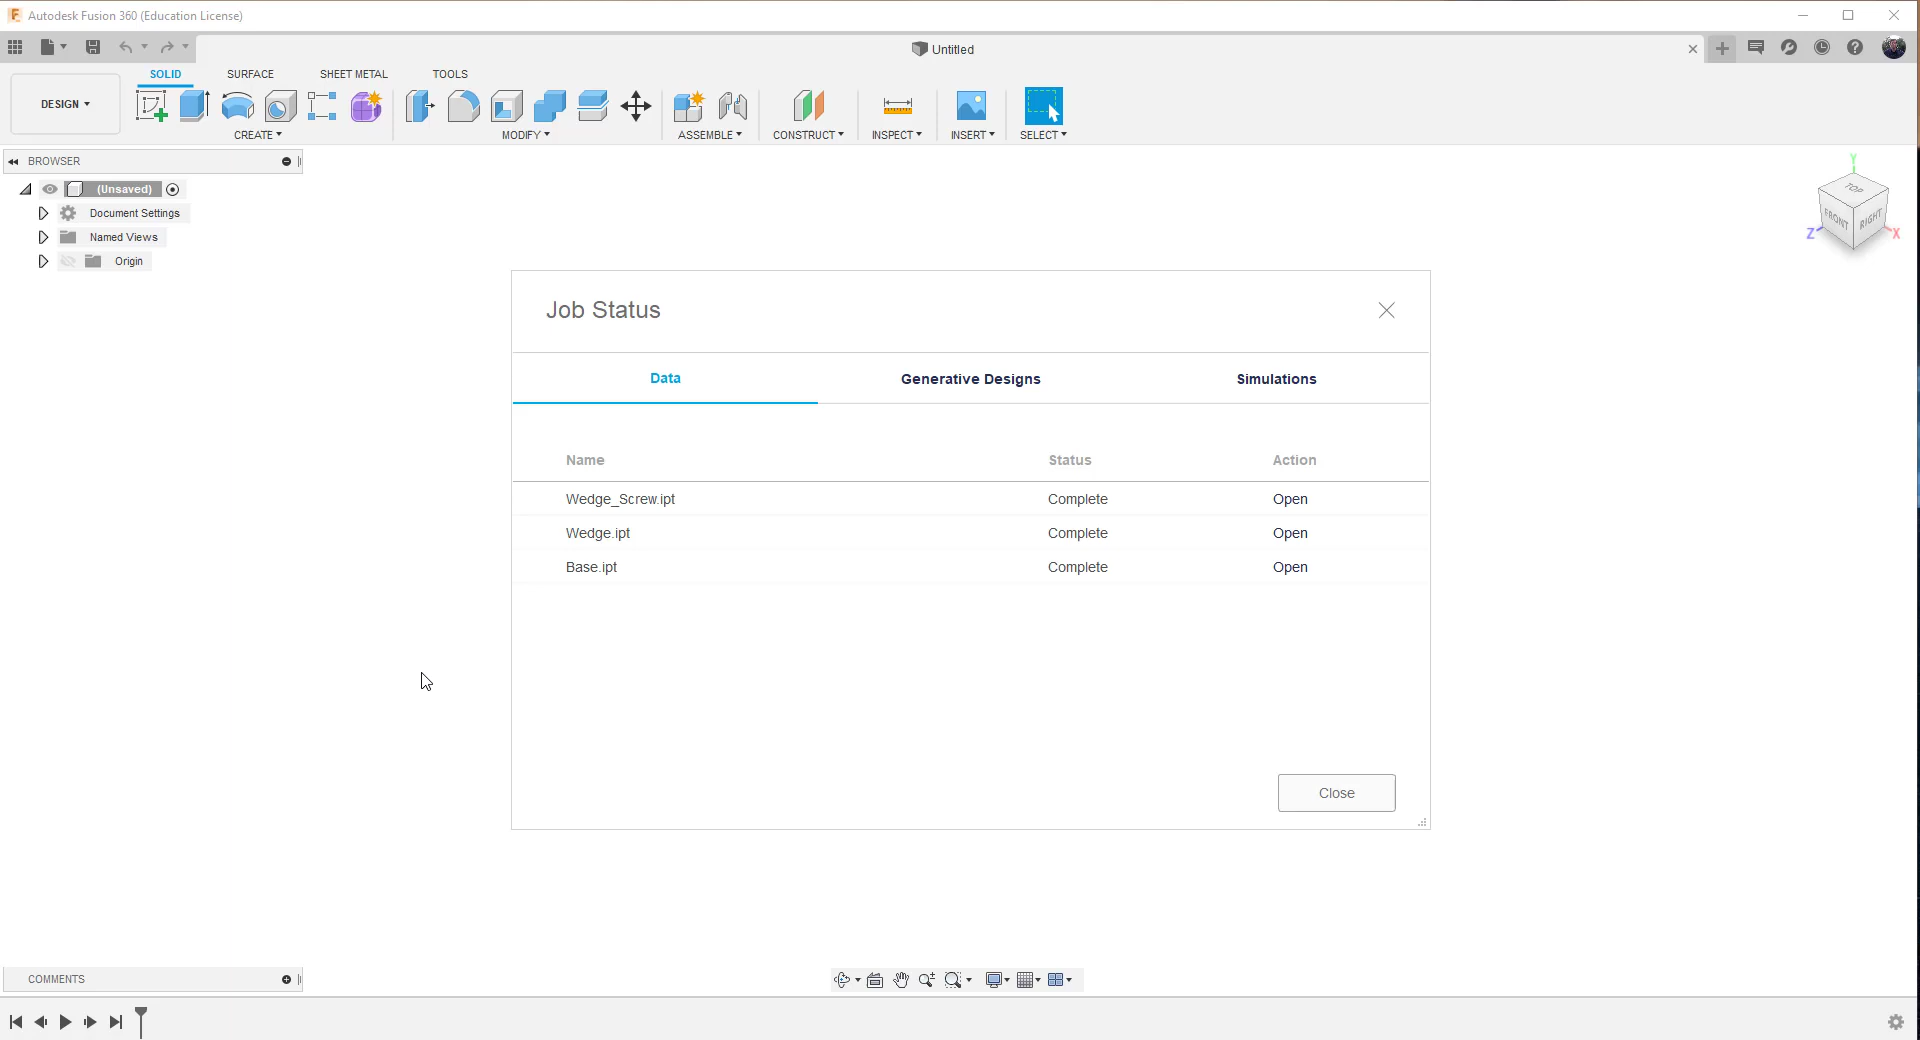 Autodesk Fusion 360 (Education License)
Untitled
SOLID SURFACE SHEET METAL TOOLS
DESIGN
CREATE MODIFY ASSEMBLE CONSTRUCT INSPECT INSERT SELECT
BROWSER
(Unsaved)
Document Settings
Named Views
Origin
Y
TOP
FRONT RIGHT
Z X
Job Status
Data Generative Designs Simulations
Name Status Action
Wedge_Screw.ipt Complete Open
Wedge.ipt Complete Open
Base.ipt Complete Open
Close
COMMENTS